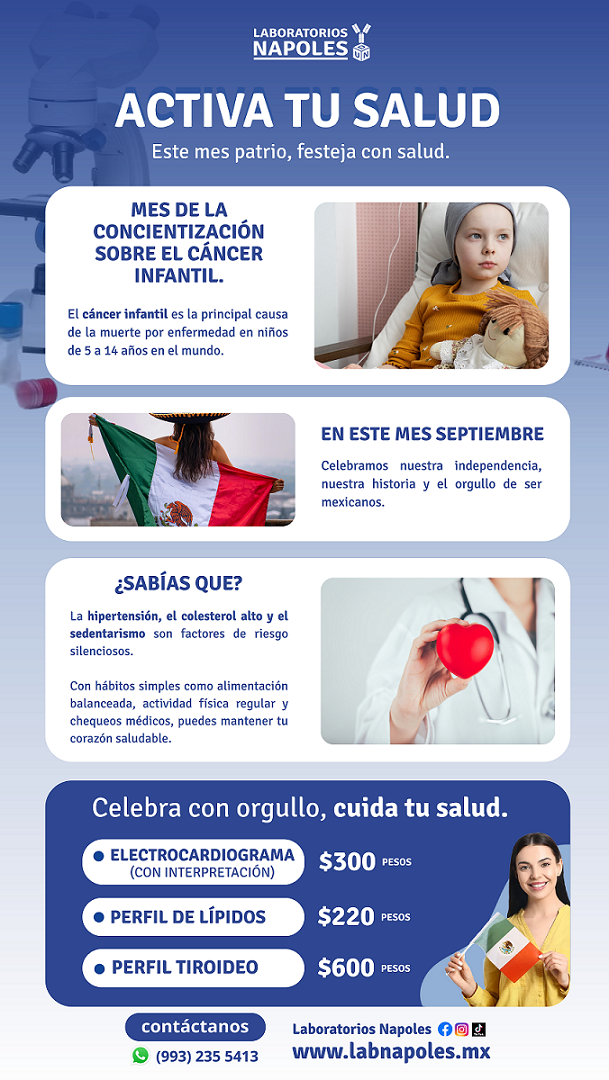 LABORATORIOS
NAPOLES
ACTIVA TU SALUD
Este mes patrio, festeja con salud.
MES DE LA
CONCIENTIZACIÓN
SOBRE EL CÁNCER
INFANTIL.
El cáncer infantil es la principal causa
de la muerte por enfermedad en niños
de 5 a 14 años en el mundo.
EN ESTE MES SEPTIEMBRE
Celebramos nuestra independencia,
nuestra historia y el orgullo de ser
mexicanos.
¿SABÍAS QUE?
La hipertensión, el colesterol alto y el
sedentarismo son factores de riesgo
silenciosos.
Con hábitos simples como alimentación
balanceada, actividad física regular y
chequeos médicos, puedes mantener tu
corazón saludable.
Celebra con orgullo, cuida tu salud.
• ELECTROCARDIOGRAMA
(CON INTERPRETACIÓN)
$300 PESOS
• PERFIL DE LÍPIDOS
$220 PESOS
• PERFIL TIROIDEO
$600 PESOS
contáctanos
(993) 235 5413
Laboratorios Napoles
www.labnapoles.mx